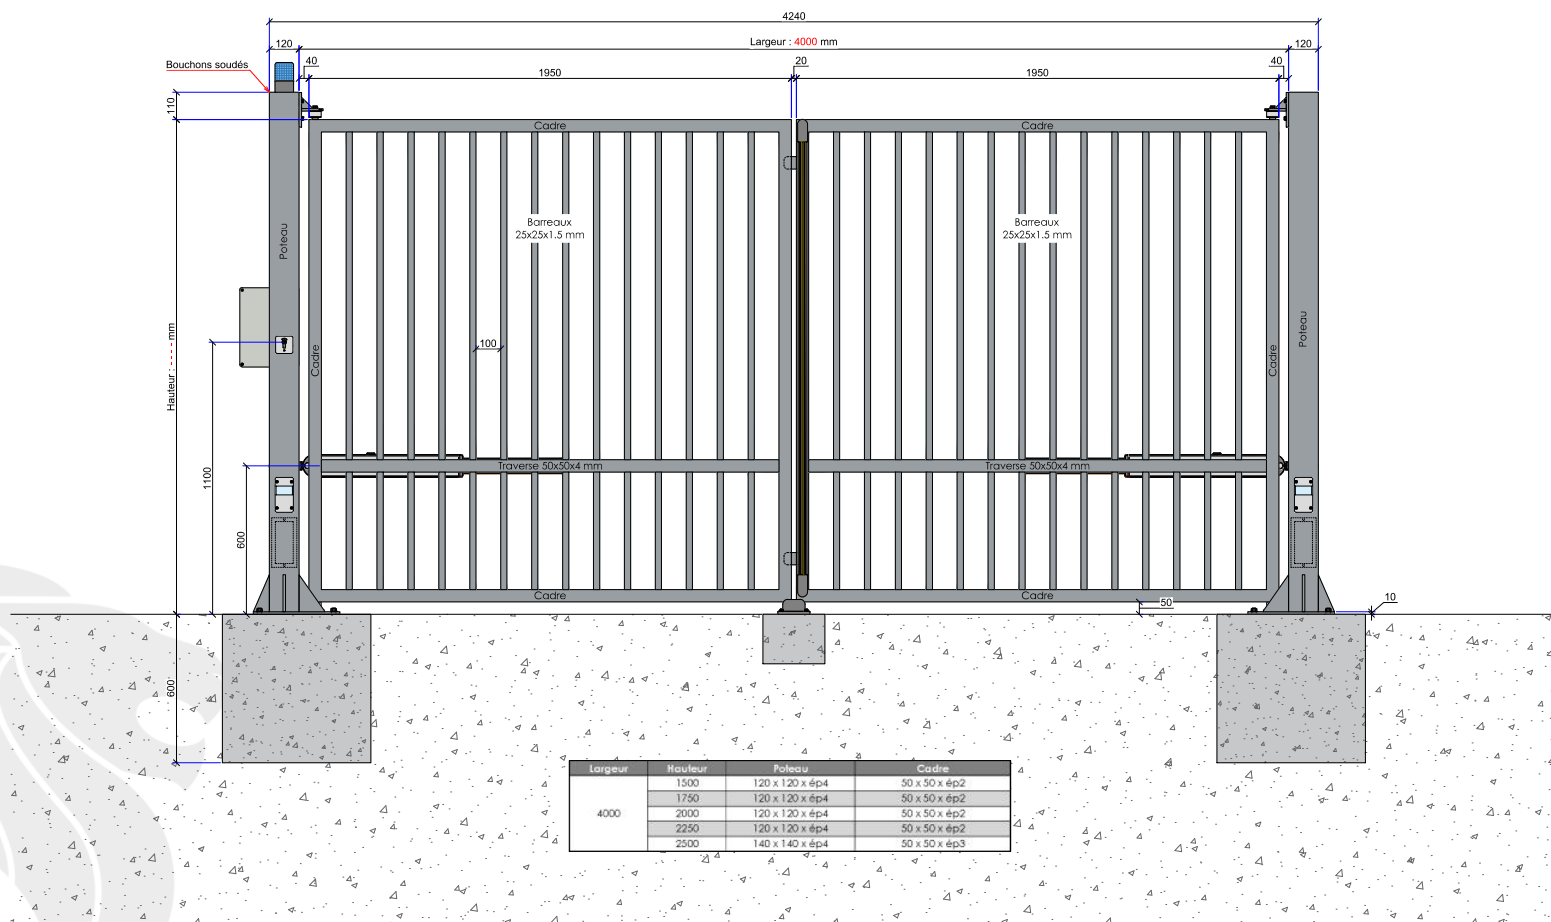 4240
120
Largeur : 4000 mm
120
Bouchons soudés
40
1950
20
1950
40
110
Cadre
Cadre
Poteau
Barreaux
25x25x1.5 mm
Barreaux
25x25x1.5 mm
Hauteur : - - - - mm
Cadre
100
Cadre
Poteau
1100
600
Traverse 50x50x4 mm
Traverse 50x50x4 mm
Cadre
Cadre
50
10
600
Largeur Hauteur Poteau Cadre
4000
1500 120 x 120 x ép4 50 x 50 x ép2
1750 120 x 120 x ép4 50 x 50 x ép2
2000 120 x 120 x ép4 50 x 50 x ép2
2250 120 x 120 x ép4 50 x 50 x ép2
2500 140 x 140 x ép4 50 x 50 x ép3